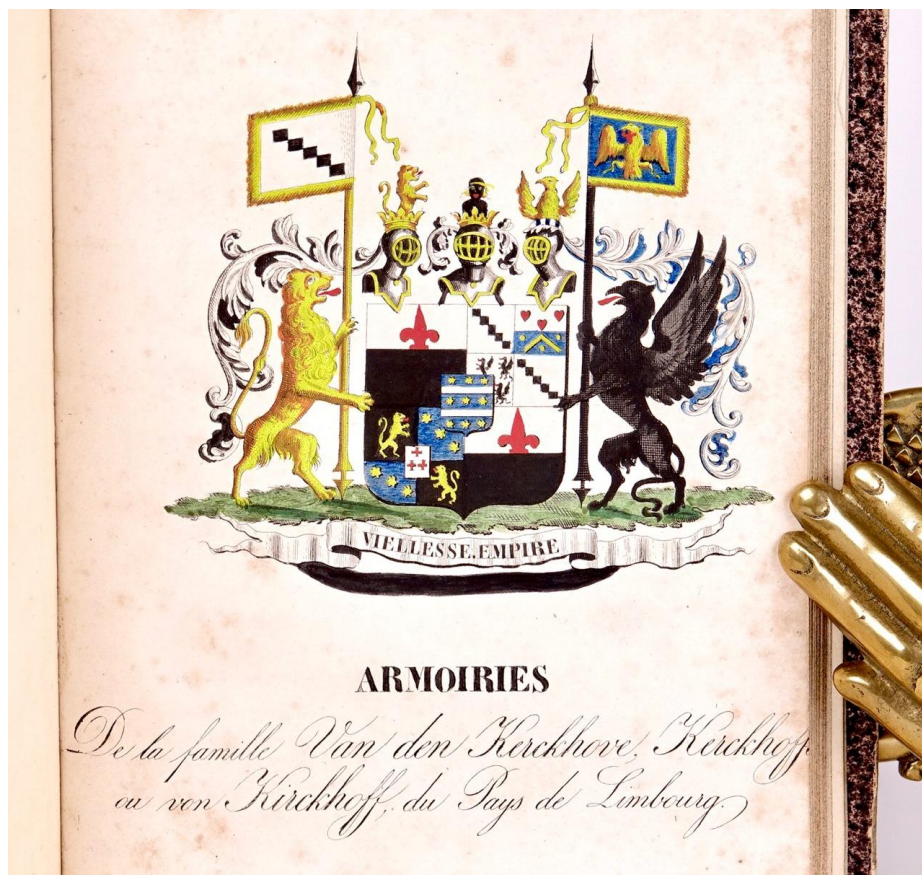 VIELLESSE.EMPIRE
ARMOIRIES
De la famille Van den Kerckhove, Kerckhoff
ou von Kirckhoff, du Pays de Limbourg.